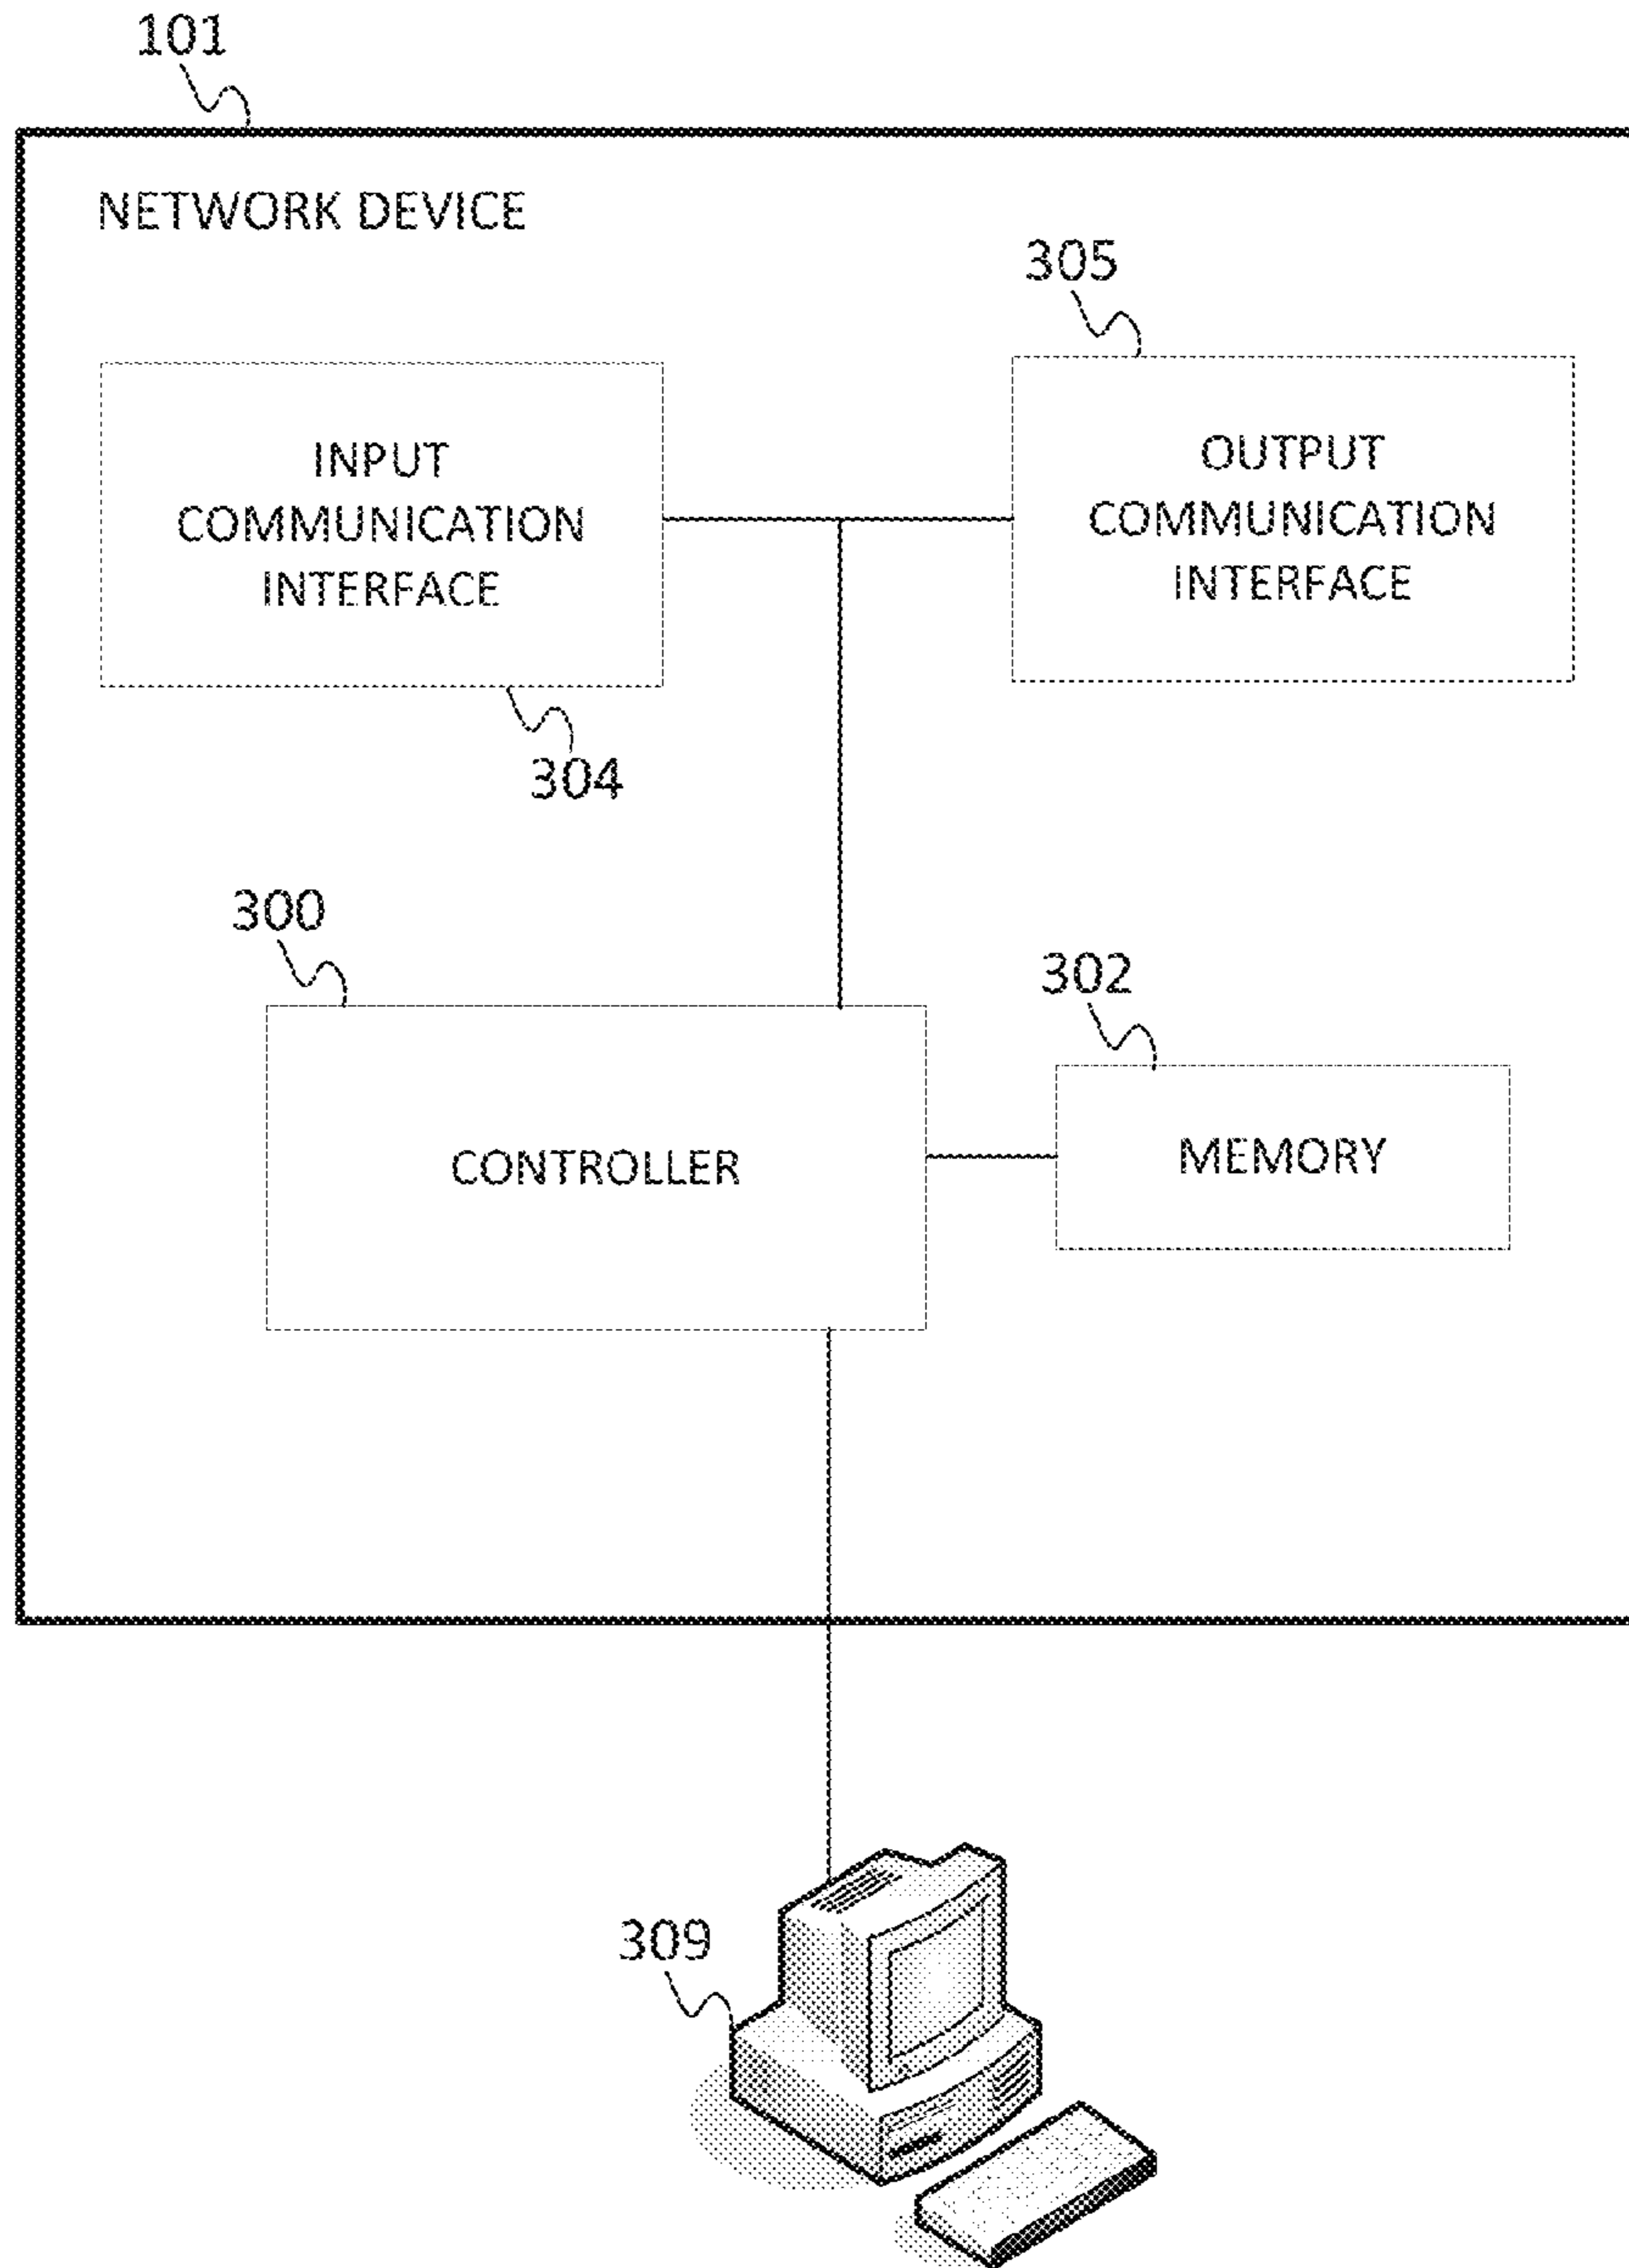 101
NETWORK DEVICE
305
INPUT
COMMUNICATION
INTERFACE
OUTPUT
COMMUNICATION
INTERFACE
304
300
302
CONTROLLER
MEMORY
309